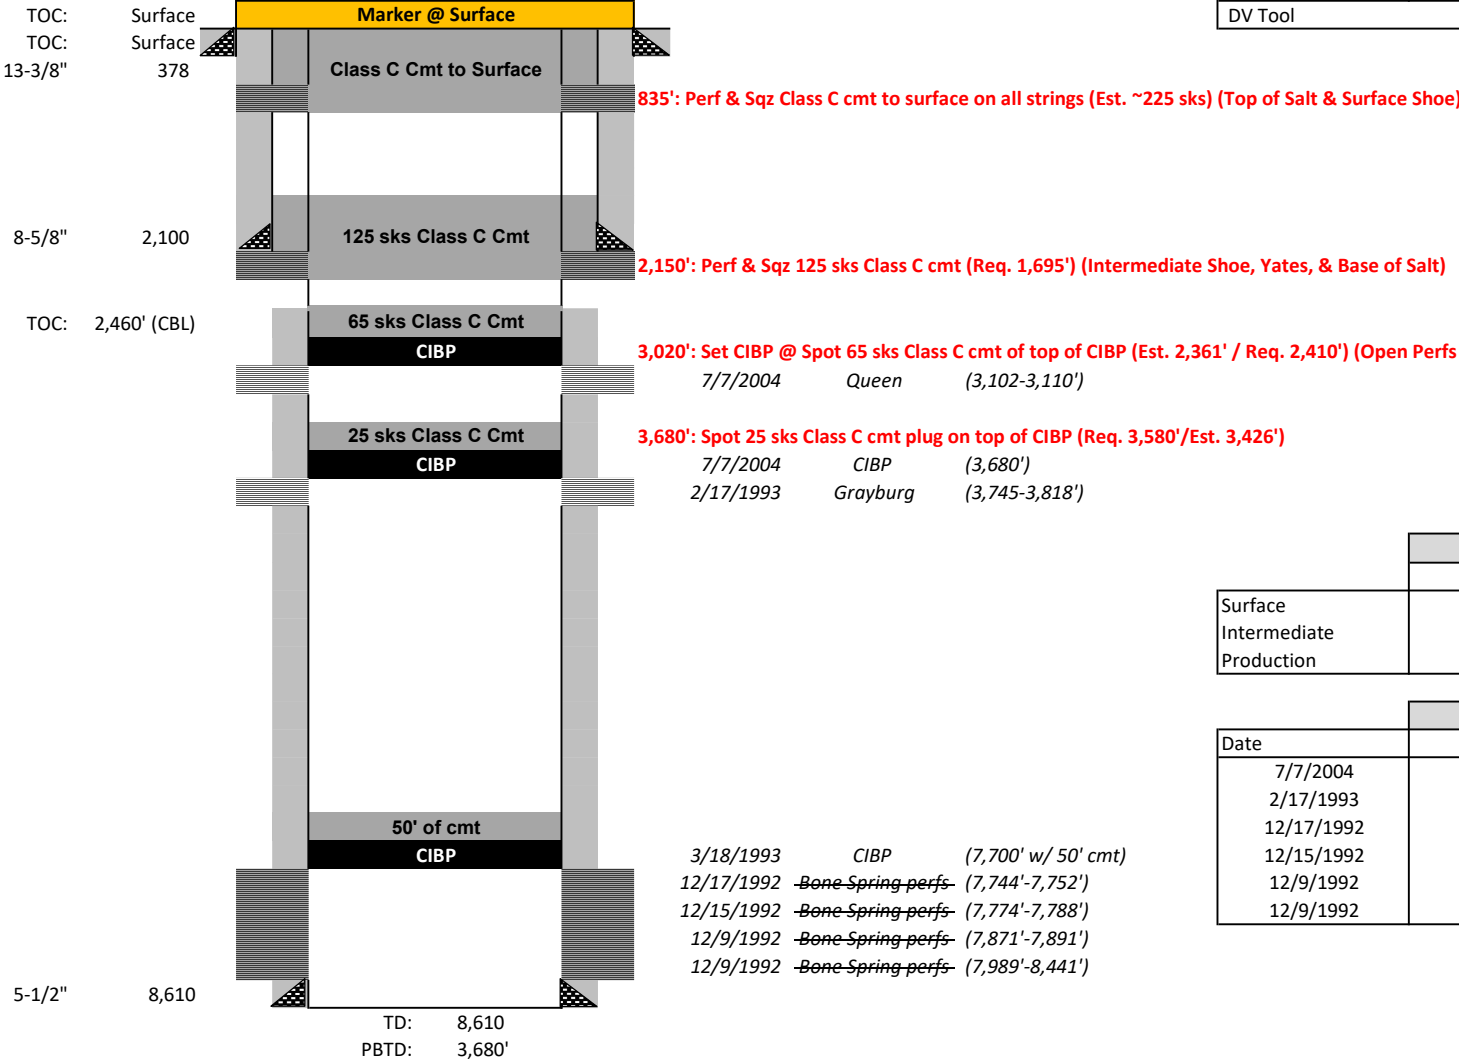 TOC: Surface Marker @ Surface DV Tool
TOC: Surface
13-3/8" 378 Class C Cmt to Surface
835': Perf & Sqz Class C cmt to surface on all strings (Est. ~225 sks) (Top of Salt & Surface Shoe)
8-5/8" 2,100 125 sks Class C Cmt
2,150': Perf & Sqz 125 sks Class C cmt (Req. 1,695') (Intermediate Shoe, Yates, & Base of Salt)
TOC: 2,460' (CBL) 65 sks Class C Cmt
CIBP 3,020': Set CIBP @ Spot 65 sks Class C cmt of top of CIBP (Est. 2,361' / Req. 2,410') (Open Perfs
7/7/2004 Queen (3,102-3,110')
25 sks Class C Cmt 3,680': Spot 25 sks Class C cmt plug on top of CIBP (Req. 3,580'/Est. 3,426')
CIBP 7/7/2004 CIBP (3,680')
2/17/1993 Grayburg (3,745-3,818')
Surface
Intermediate
Production
Date
7/7/2004
2/17/1993
50' of cmt 12/17/1992
CIBP 3/18/1993 CIBP (7,700' w/ 50' cmt) 12/15/1992
12/17/1992 Bone Spring perfs (7,744'-7,752') 12/9/1992
12/15/1992 Bone Spring perfs (7,774'-7,788') 12/9/1992
12/9/1992 Bone Spring perfs (7,871'-7,891')
12/9/1992 Bone Spring perfs (7,989'-8,441')
5-1/2" 8,610
TD: 8,610
PBTD: 3,680'